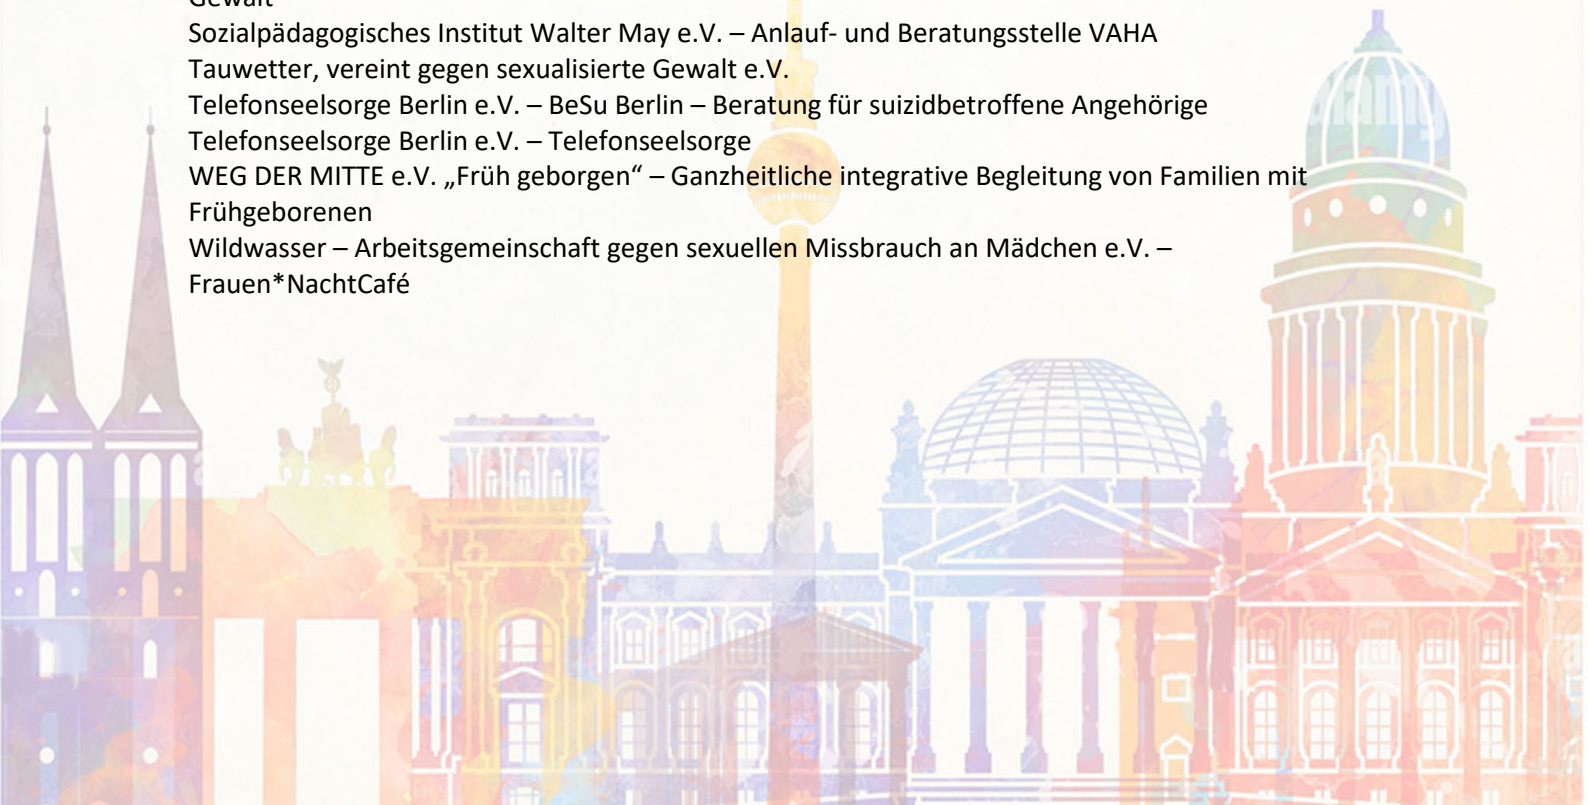 Gewalt
Sozialpädagogisches Institut Walter May e.V. – Anlauf- und Beratungsstelle VAHA
Tauwetter, vereint gegen sexualisierte Gewalt e.V.
Telefonseelsorge Berlin e.V. – BeSu Berlin – Beratung für suizidbetroffene Angehörige
Telefonseelsorge Berlin e.V. – Telefonseelsorge
WEG DER MITTE e.V. „Früh geborgen“ – Ganzheitliche integrative Begleitung von Familien mit
Frühgeborenen
Wildwasser – Arbeitsgemeinschaft gegen sexuellen Missbrauch an Mädchen e.V. –
Frauen*NachtCafé
alamy